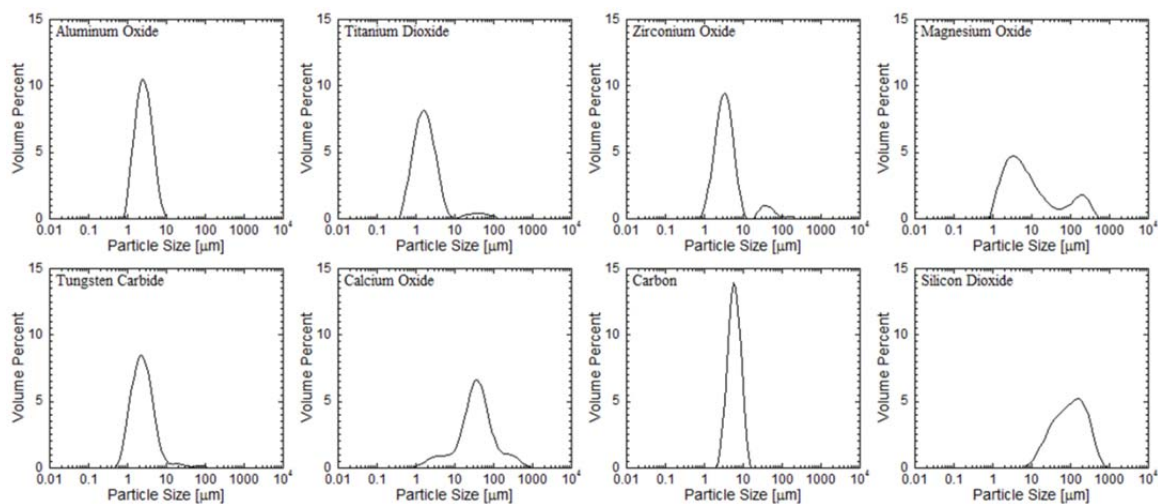 15 Aluminum Oxide
Volume Percent
10
5
0
0.01 0.1 1 10 100 1000 10⁴
Particle Size [μm]
15 Titanium Dioxide
Volume Percent
10
5
0
0.01 0.1 1 10 100 1000 10⁴
Particle Size [μm]
15 Zirconium Oxide
Volume Percent
10
5
0
0.01 0.1 1 10 100 1000 10⁴
Particle Size [μm]
15 Magnesium Oxide
Volume Percent
10
5
0
0.01 0.1 1 10 100 1000 10⁴
Particle Size [μm]
15 Tungsten Carbide
Volume Percent
10
5
0
0.01 0.1 1 10 100 1000 10⁴
Particle Size [μm]
15 Calcium Oxide
Volume Percent
10
5
0
0.01 0.1 1 10 100 1000 10⁴
Particle Size [μm]
15 Carbon
Volume Percent
10
5
0
0.01 0.1 1 10 100 1000 10⁴
Particle Size [μm]
15 Silicon Dioxide
Volume Percent
10
5
0
0.01 0.1 1 10 100 1000 10⁴
Particle Size [μm]